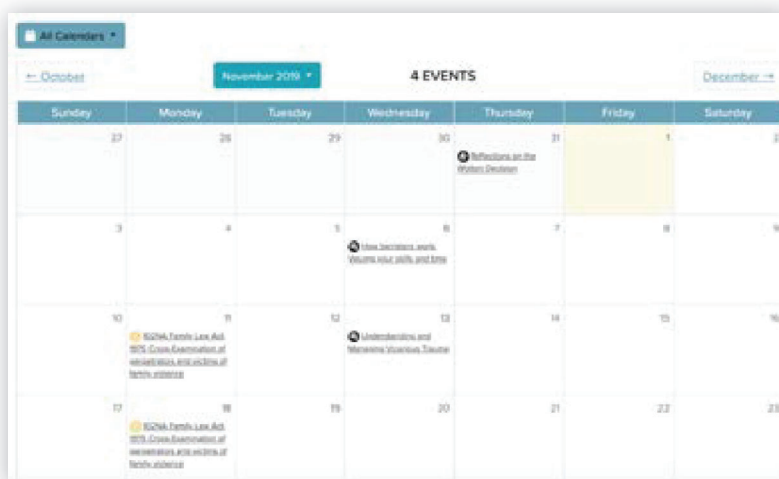 All Calendars
← October
November 2019
4 EVENTS
December →
Sunday Monday Tuesday Wednesday Thursday Friday Saturday
27 28 29 30 31 1 2
Reflections on the
Decision
3 4 5 6 7 8 9
How barristers work.
Valuing your skills and time
10 11 12 13 14 15 16
102NA Family Law Act
1975 Cross-Examination of
perpetrators and victims of
family violence
Understanding and
Managing Vicarious Trauma
17 18 19 20 21 22 23
102NA Family Law Act
1975 Cross-Examination of
perpetrators and victims of
family violence